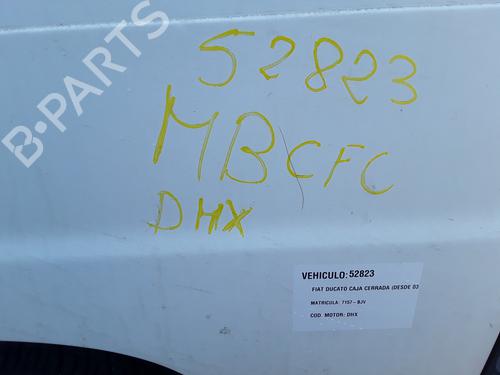 B-PARTS
52823
MBCFC
DHX
VEHICULO:52823
FIAT DUCATO CAJA CERRADA (DESDE 03
MATRICULA: 7157-BJV
COD. MOTOR: DHX